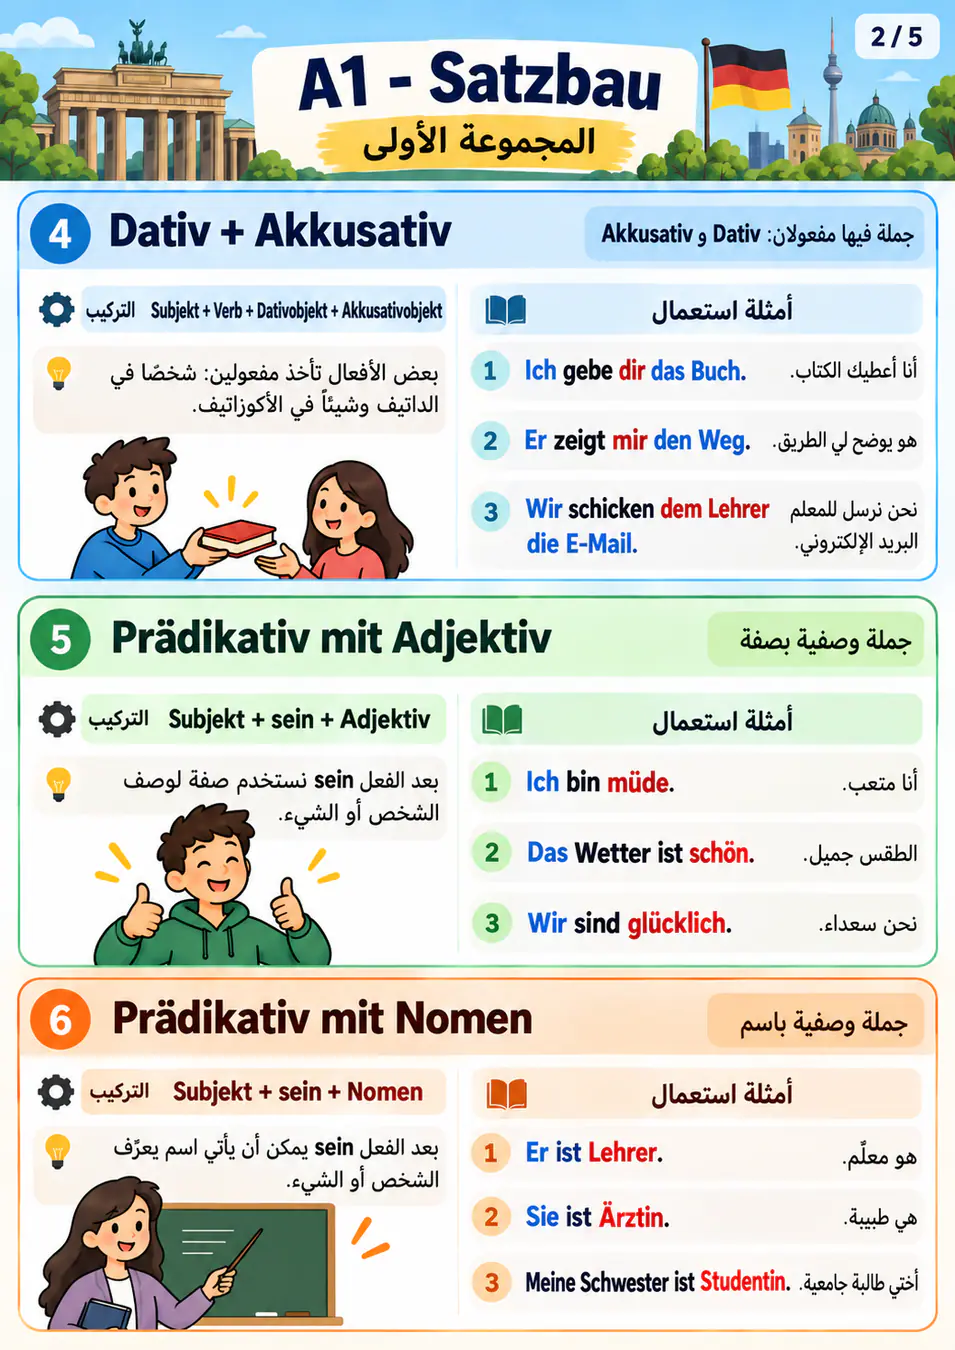 2 / 5
A1 - Satzbau
المجموعة الأولى
4
Dativ + Akkusativ
جملة فيها مفعولان: Dativ و Akkusativ
التركيب
Subjekt + Verb + Dativobjekt + Akkusativobjekt
بعض الأفعال تأخذ مفعولين: شخصًا في
الداتيف وشيئاً في الأكوزاتيف.
أمثلة استعمال
1 Ich gebe dir das Buch. أنا أعطيك الكتاب.
2 Er zeigt mir den Weg. هو يوضح لي الطريق.
3 Wir schicken dem Lehrer نحن نرسل للمعلم
die E-Mail. البريد الإلكتروني.
5
Prädikativ mit Adjektiv
جملة وصفية بصفة
التركيب
Subjekt + sein + Adjektiv
بعد الفعل sein نستخدم صفة لوصف
الشخص أو الشيء.
أمثلة استعمال
1 Ich bin müde. أنا متعب.
2 Das Wetter ist schön. الطقس جميل.
3 Wir sind glücklich. نحن سعداء.
6
Prädikativ mit Nomen
جملة وصفية باسم
التركيب
Subjekt + sein + Nomen
بعد الفعل sein يمكن أن يأتي اسم يعرّف
الشخص أو الشيء.
أمثلة استعمال
1 Er ist Lehrer. هو معلّم.
2 Sie ist Ärztin. هي طبيبة.
3 Meine Schwester ist Studentin. أختي طالبة جامعية.